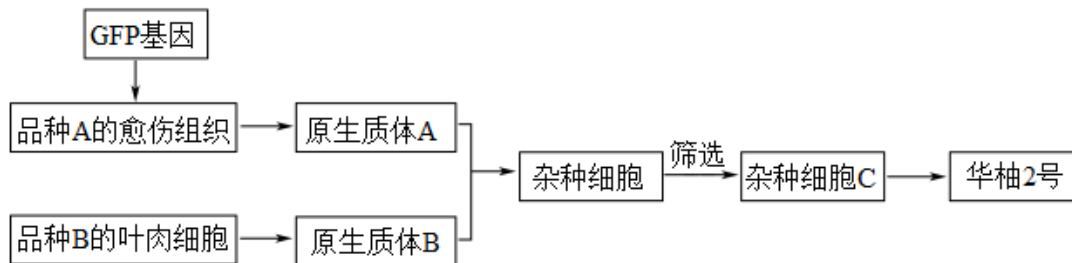 GFP基因
品种A的愈伤组织
原生质体A
杂种细胞
筛选
杂种细胞C
华柚2号
品种B的叶肉细胞
原生质体B